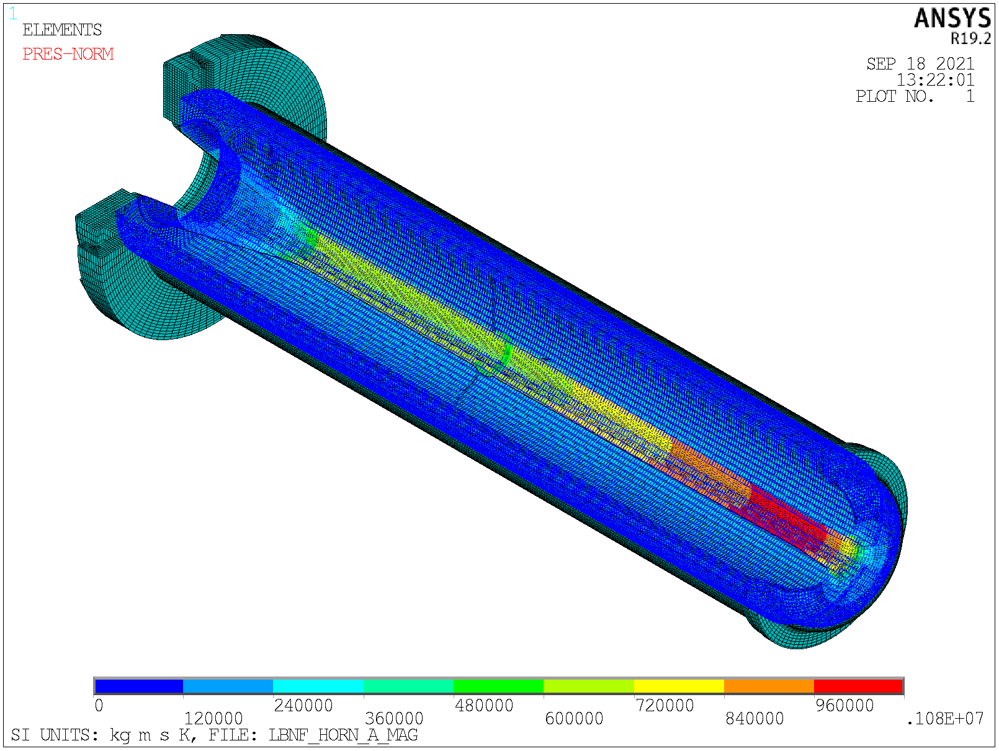 1
ELEMENTS
PRES-NORM
ANSYS
R19.2
SEP 18 2021
13:22:01
PLOT NO. 1
0 240000 480000 720000 960000
120000 360000 600000 840000 .108E+07
SI UNITS: kg m s K, FILE: LBNF_HORN_A_MAG